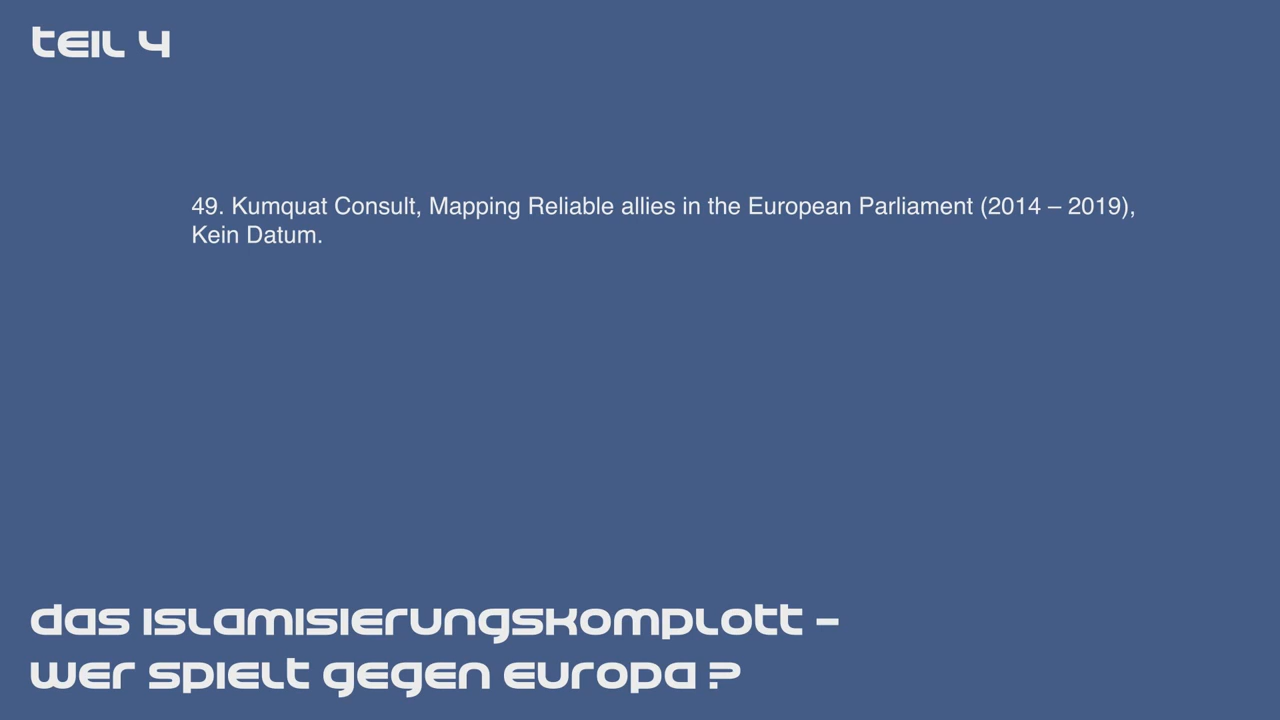 Teil 4
49. Kumquat Consult, Mapping Reliable allies in the European Parliament (2014 – 2019),
Kein Datum.
das Islamisierungskomplott –
wer spielt gegen Europa ?